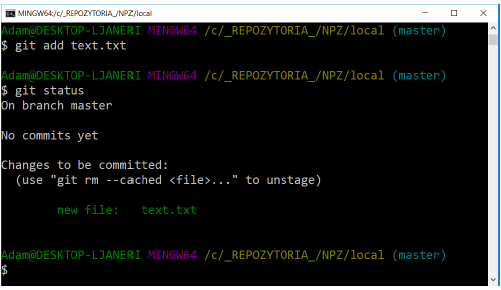 MINGW64:/c/_REPOZYTORIA_/NPZ/local
Adam@DESKTOP-LJANERI MINGW64 /c/_REPOZYTORIA_/NPZ/local (master)
$ git add text.txt
Adam@DESKTOP-LJANERI MINGW64 /c/_REPOZYTORIA_/NPZ/local (master)
$ git status
On branch master
No commits yet
Changes to be committed:
(use "git rm --cached <file>..." to unstage)
new file: text.txt
Adam@DESKTOP-LJANERI MINGW64 /c/_REPOZYTORIA_/NPZ/local (master)
$